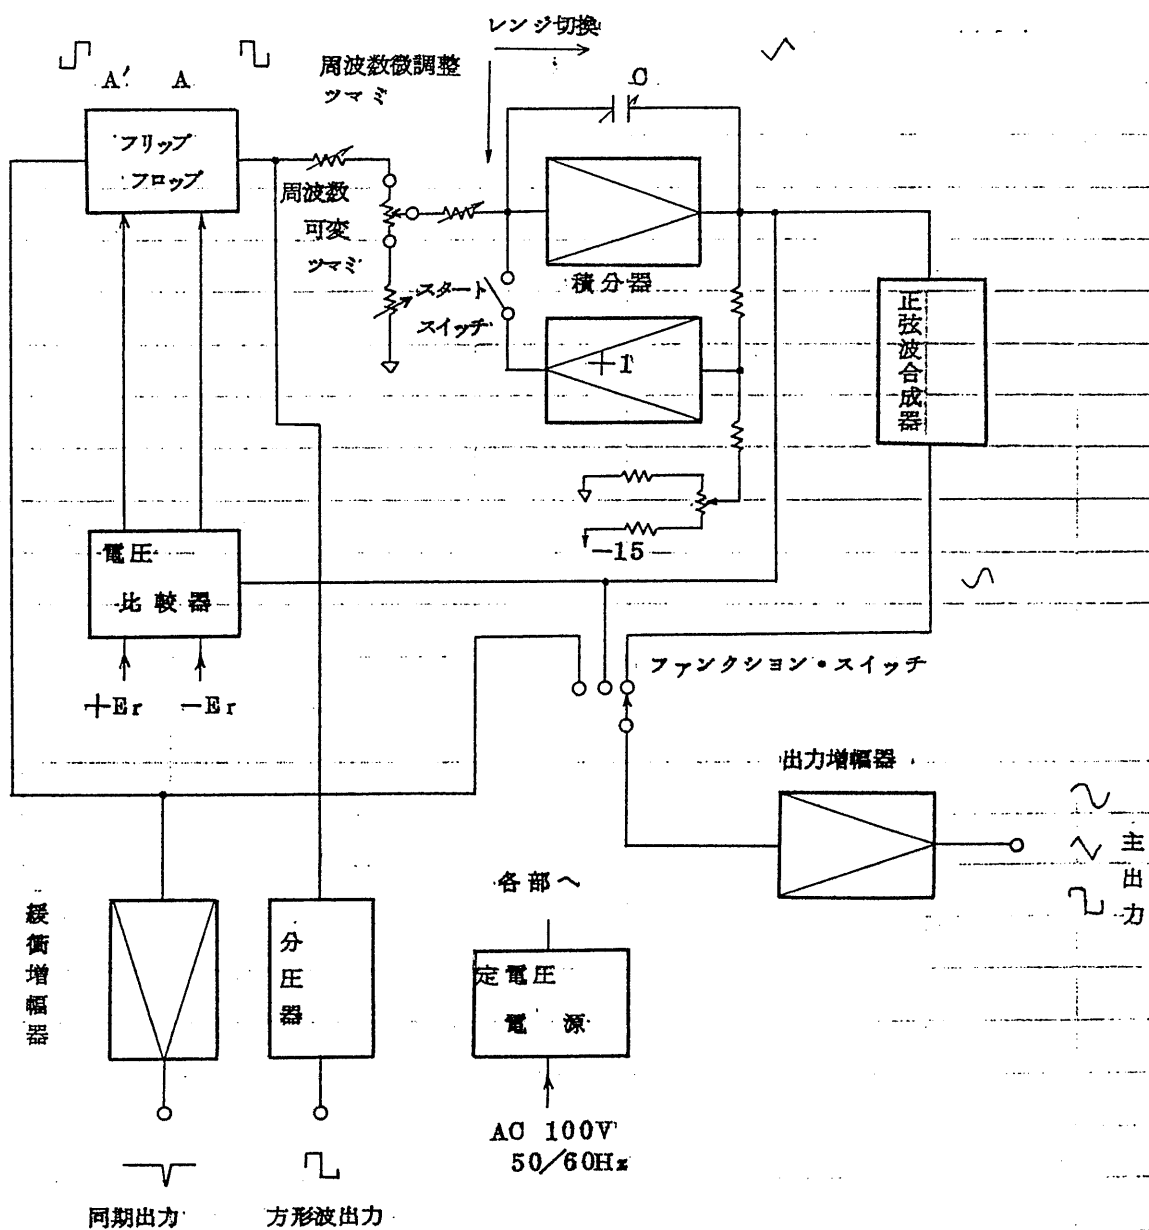 レンジ切換
周波数微調整
ツマミ
A′ A
C
フリップ
フロップ
周波数
可変
ツマミ
スタート
スイッチ
積分器
+1
正弦波合成器
-15
電圧
比較器
+Er -Er
ファンクション・スイッチ
出力増幅器
主出力
各部へ
緩衝増幅器
分圧器
定電圧
電源
AC 100V
50/60Hz
同期出力
方形波出力